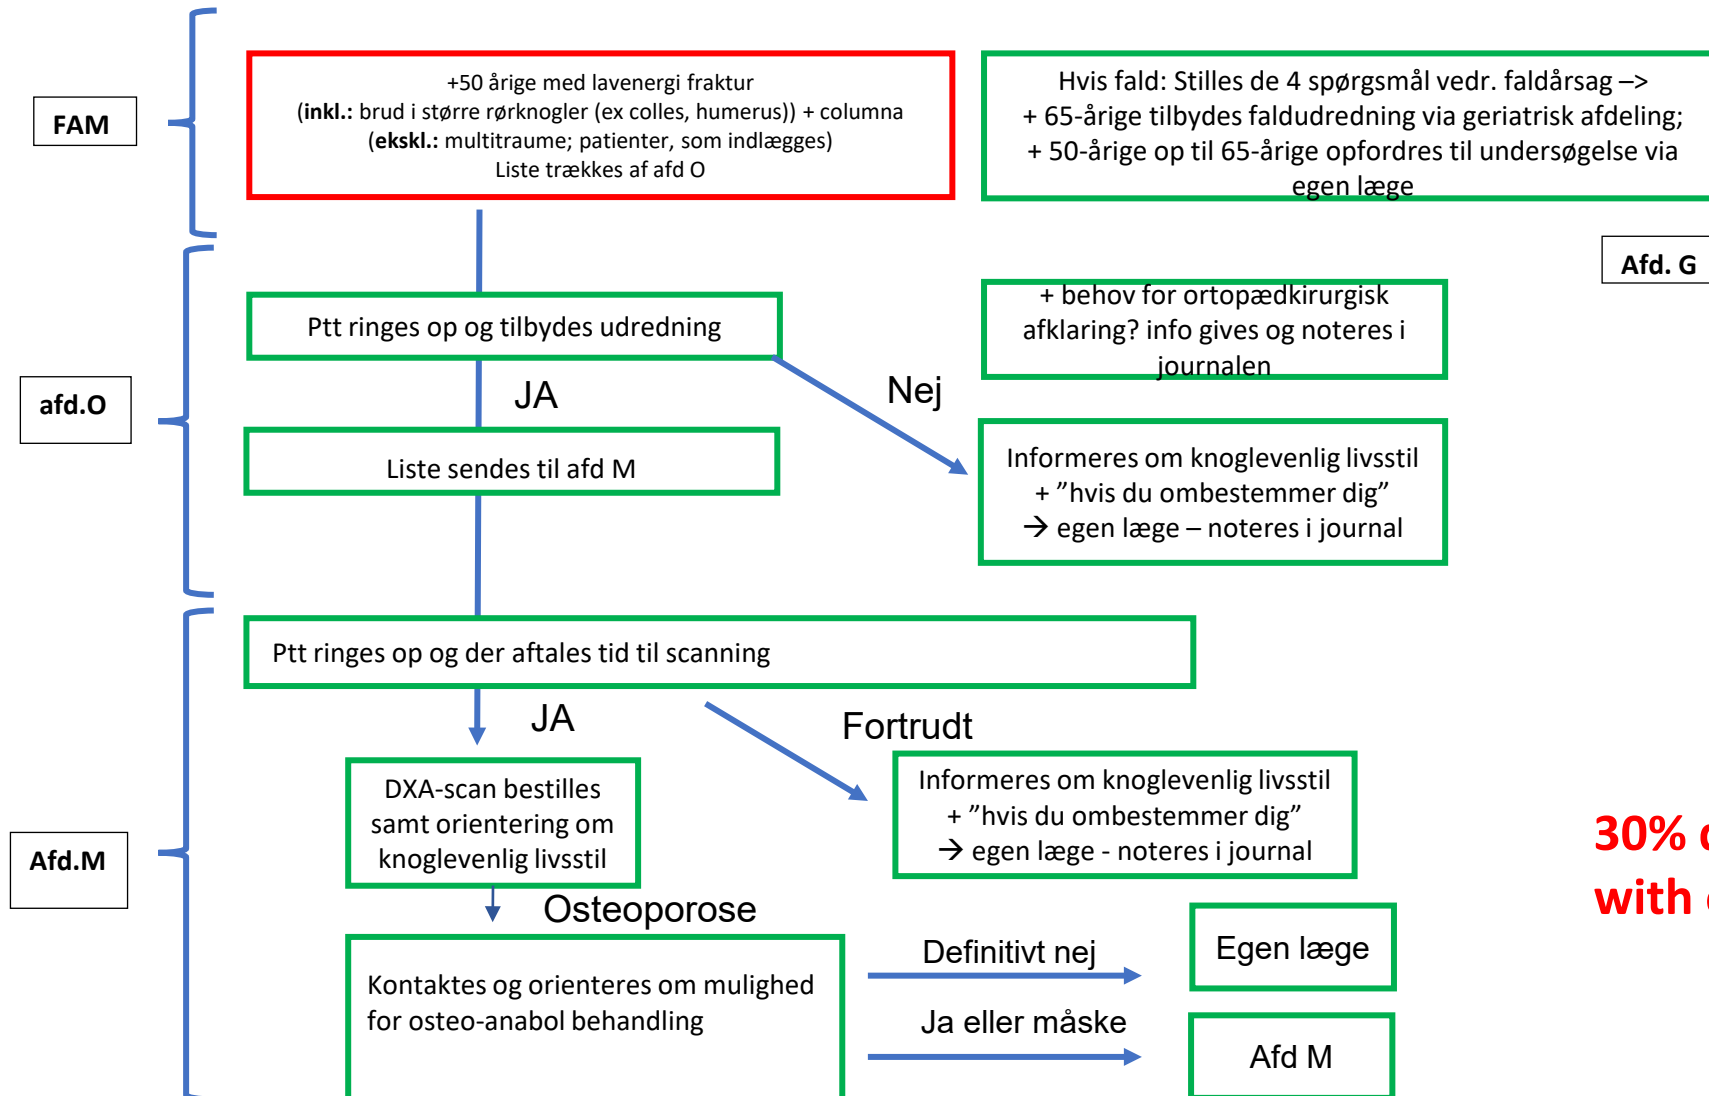 FAM
+50 årige med lavenergi fraktur
(inkl.: brud i større rørknogler (ex colles, humerus)) + columna
(ekskl.: multitraume; patienter, som indlægges)
Liste trækkes af afd O
Hvis fald: Stilles de 4 spørgsmål vedr. faldårsag –>
+ 65-årige tilbydes faldudredning via geriatrisk afdeling;
+ 50-årige op til 65-årige opfordres til undersøgelse via
egen læge
Afd. G
afd.O
Ptt ringes op og tilbydes udredning
+ behov for ortopædkirurgisk
afklaring? info gives og noteres i
journalen
JA
Nej
Liste sendes til afd M
Informeres om knoglevenlig livsstil
+ ”hvis du ombestemmer dig”
→ egen læge – noteres i journal
Afd.M
Ptt ringes op og der aftales tid til scanning
JA
Fortrudt
DXA-scan bestilles
samt orientering om
knoglevenlig livsstil
Informeres om knoglevenlig livsstil
+ ”hvis du ombestemmer dig”
→ egen læge - noteres i journal
30%
with
Osteoporose
Kontaktes og orienteres om mulighed
for osteo-anabol behandling
Definitivt nej
Egen læge
Ja eller måske
Afd M